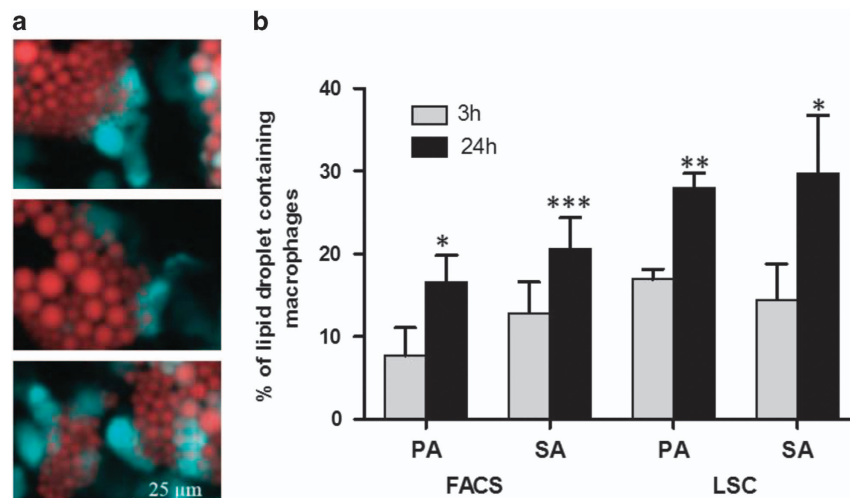 a
b
25 µm
% of lipid droplet containing
macrophages
40
30
20
10
0
3h
24h
*
***
**
*
PA SA PA SA
FACS LSC